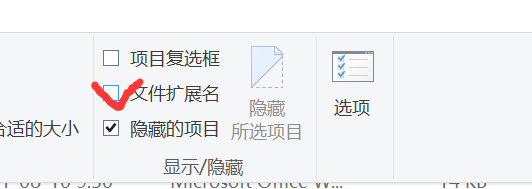 项目复选框
文件扩展名
隐藏的项目
合适的大小
隐藏
所选项目
选项
显示/隐藏
Microsoft Office W...